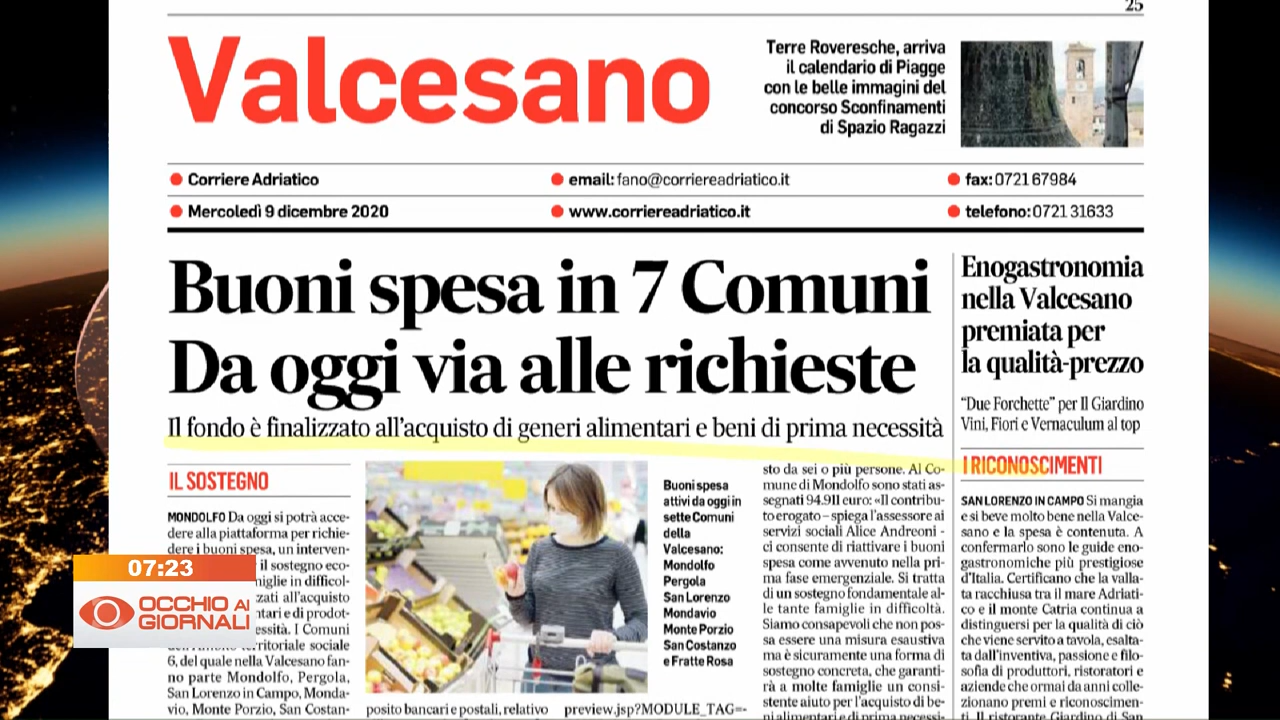 25
Valcesano
Terre Roveresche, arriva
il calendario di Piagge
con le belle immagini del
concorso Sconfinamenti
di Spazio Ragazzi
Corriere Adriatico
email: fano@corriereadriatico.it
fax: 0721 67984
Mercoledì 9 dicembre 2020
www.corriereadriatico.it
telefono: 0721 31633
Buoni spesa in 7 Comuni
Da oggi via alle richieste
Il fondo è finalizzato all'acquisto di generi alimentari e beni di prima necessità
IL SOSTEGNO
MONDOLFO Da oggi si potrà acce-
dere alla piattaforma per richie-
dere i buoni spesa, un interven-
il sostegno eco-
niglie in difficol-
zati all'acquisto
ntari e di prodot-
essità. I Comuni
ritoriale sociale
6, del quale nella Valcesano fan-
no parte Mondolfo, Pergola,
San Lorenzo in Campo, Monda-
vio, Monte Porzio, San Costan-
Buoni spesa
attivi da oggi in
sette Comuni
della
Valcesano:
Mondolfo
Pergola
San Lorenzo
Mondavio
Monte Porzio
San Costanzo
e Fratte Rosa
posito bancari e postali, relativo
preview.jsp?MODULE_TAG=-
sto da sei o più persone. Al Co-
mune di Mondolfo sono stati as-
segnati 94.911 euro: «Il contribu-
to erogato – spiega l'assessore ai
servizi sociali Alice Andreoni -
ci consente di riattivare i buoni
spesa come avvenuto nella pri-
ma fase emergenziale. Si tratta
di un sostegno fondamentale al-
le tante famiglie in difficoltà.
Siamo consapevoli che non pos-
sa essere una misura esaustiva
ma è sicuramente una forma di
sostegno concreta, che garanti-
rà a molte famiglie un consi-
stente aiuto per l'acquisto di be-
ni alimentari e di prima necessi-
Enogastronomia
nella Valcesano
premiata per
la qualità-prezzo
"Due Forchette" per Il Giardino
Vini, Fiori e Vernaculum al top
I RICONOSCIMENTI
SAN LORENZO IN CAMPO Si mangia
e si beve molto bene nella Valce-
sano e la spesa è contenuta. A
confermarlo sono le guide eno-
gastronomiche più prestigiose
d'Italia. Certificano che la valla-
ta racchiusa tra il mare Adriati-
co e il monte Catria continua a
distinguersi per la qualità di ciò
che viene servito a tavola, esalta-
ta dall'inventiva, passione e filo-
sofia di produttori, ristoratori e
aziende che ormai da anni colle-
zionano premi e riconoscimen-
ti. Il ristorante Giardino di San
07:23
OCCHIO AI
GIORNALI